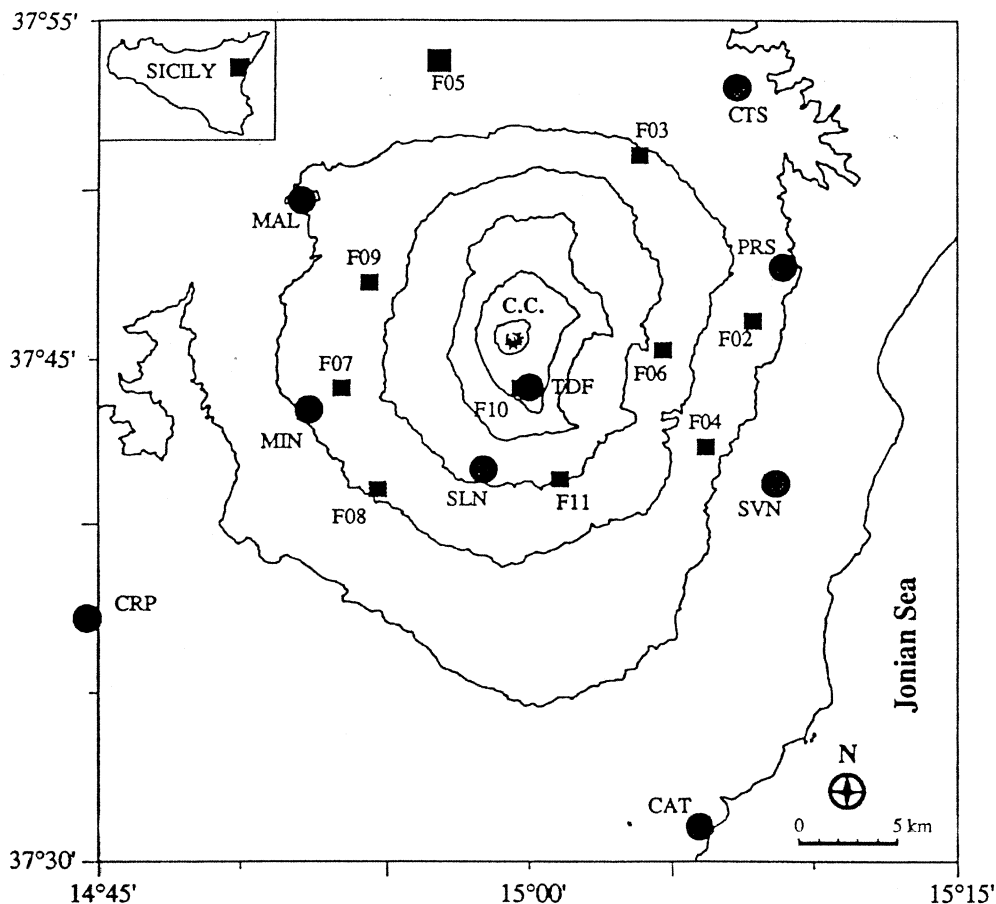 37°55'
SICILY
F05
CTS
F03
MAL
PRS
F09
C.C.
F02
37°45'
F07
F06
TDF
F10
F04
MIN
SLN
F11
SVN
F08
CRP
Jonian Sea
N
CAT
0 5 km
37°30'
14°45' 15°00' 15°15'